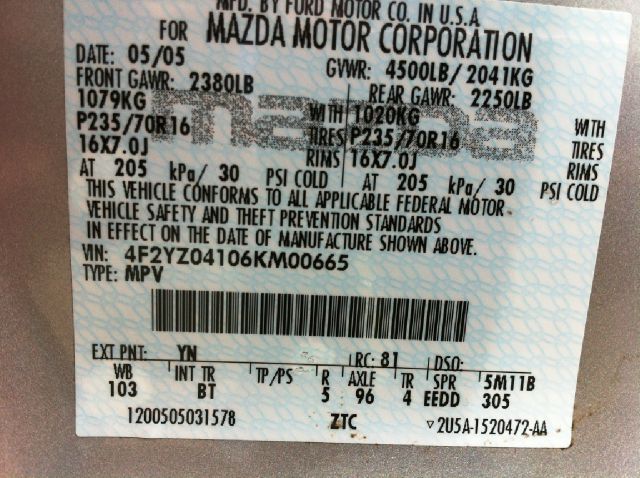 MFD. BY FORD MOTOR CO. IN U.S.A
FOR MAZDA MOTOR CORPORATION
DATE: 05/05 GVWR: 4500LB/2041KG
FRONT GAWR: 2380LB REAR GAWR: 2250LB
1079KG WITH 1020KG WITH
P235/70R16 TIRES P235/70R16 TIRES
16X7.0J RIMS 16X7.0J RIMS
AT 205 kPa/ 30 PSI COLD AT 205 kPa/ 30 PSI COLD
THIS VEHICLE CONFORMS TO ALL APPLICABLE FEDERAL MOTOR
VEHICLE SAFETY AND THEFT PREVENTION STANDARDS
IN EFFECT ON THE DATE OF MANUFACTURE SHOWN ABOVE.
VIN: 4F2YZ04106KM00665
TYPE: MPV
mazda
EXT PNT: YN RC: 81 DSO:
WB INT TR TP/PS R AXLE TR SPR 5M11B
103 BT 5 96 4 EEDD 305
1200505031578 ZTC ▽2U5A-1520472-AA